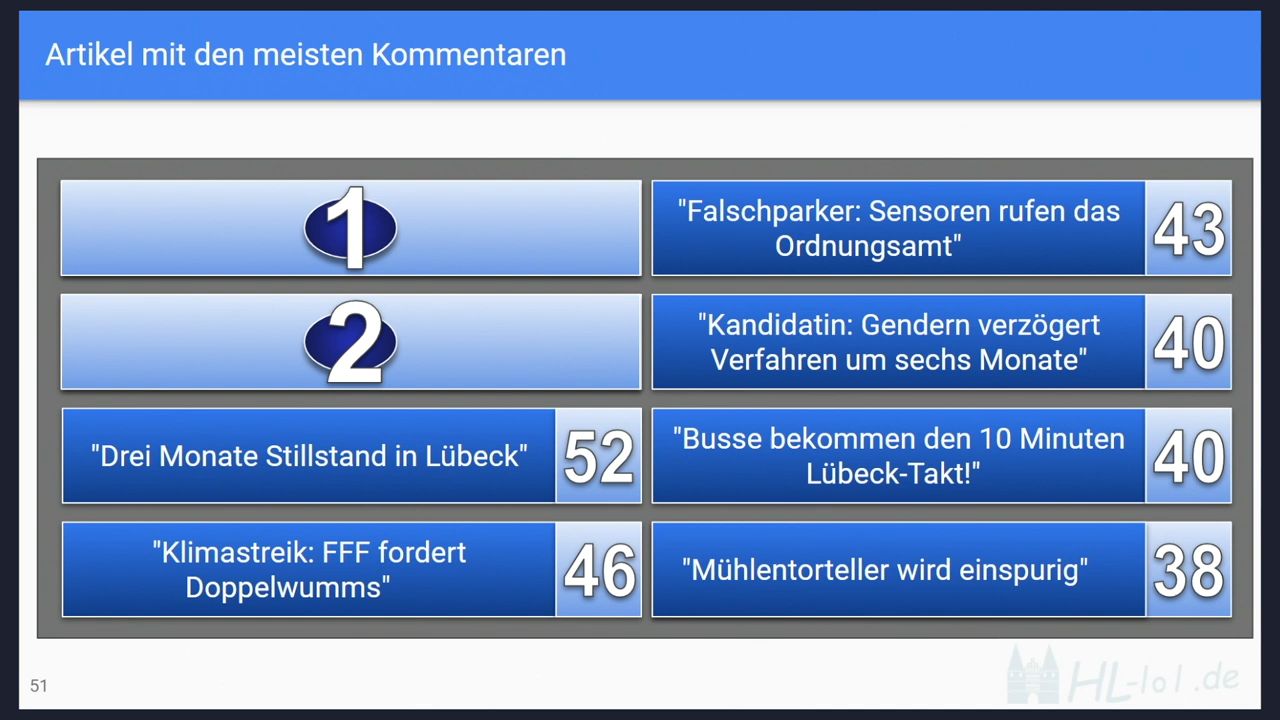 Artikel mit den meisten Kommentaren
1
2
"Drei Monate Stillstand in Lübeck"
52
"Klimastreik: FFF fordert
Doppelwumms"
46
"Falschparker: Sensoren rufen das
Ordnungsamt"
43
"Kandidatin: Gendern verzögert
Verfahren um sechs Monate"
40
"Busse bekommen den 10 Minuten
Lübeck-Takt!"
40
"Mühlentorteller wird einspurig"
38
51
HL-lol.de